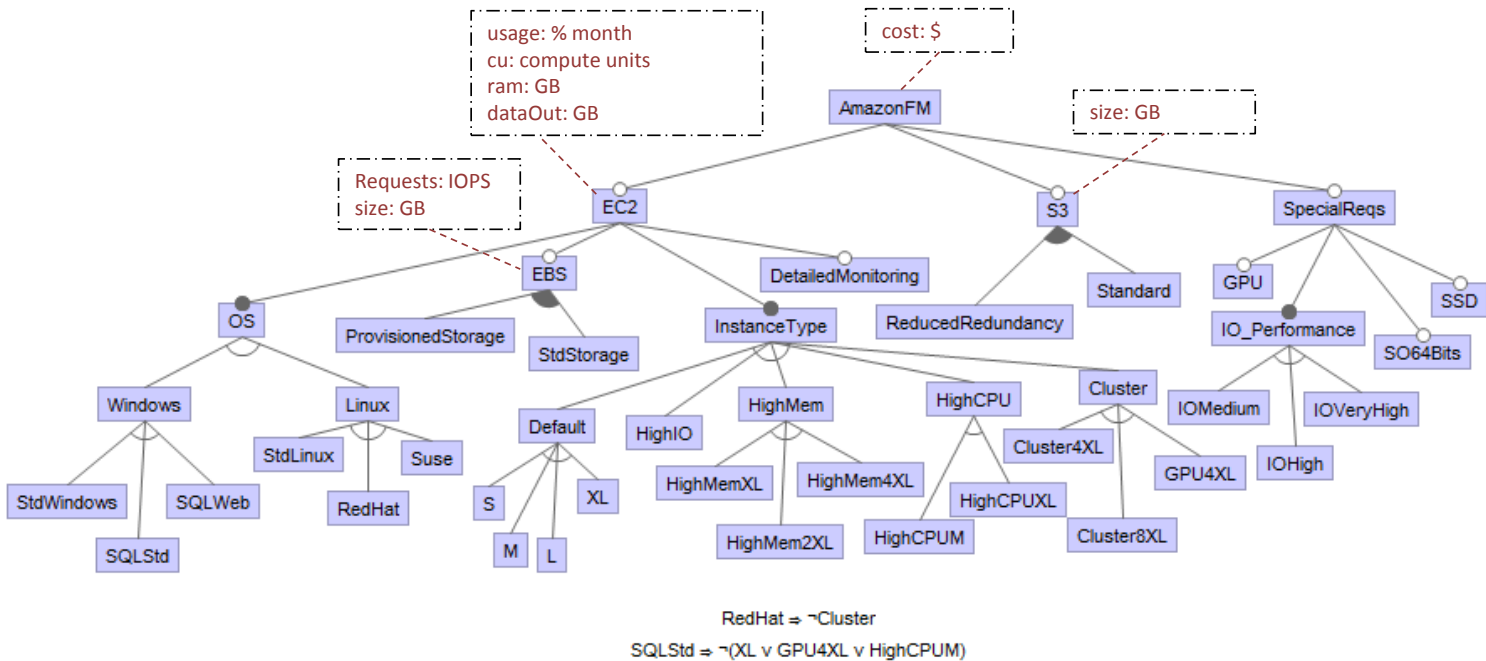 usage: % month
cu: compute units
ram: GB
dataOut: GB
cost: $
AmazonFM
size: GB
Requests: IOPS
size: GB
EC2
S3
SpecialReqs
EBS
DetailedMonitoring
GPU
SSD
OS
ProvisionedStorage
StdStorage
InstanceType
ReducedRedundancy
Standard
IO_Performance
SO64Bits
Windows
Linux
Default
HighIO
HighMem
HighCPU
Cluster
IOMedium
IOVeryHigh
IOHigh
StdWindows
SQLStd
SQLWeb
StdLinux
RedHat
Suse
S
M
L
XL
HighMemXL
HighMem2XL
HighMem4XL
HighCPUM
HighCPUXL
Cluster4XL
Cluster8XL
GPU4XL
RedHat ⇒ ¬Cluster
SQLStd ⇒ ¬(XL v GPU4XL v HighCPUM)